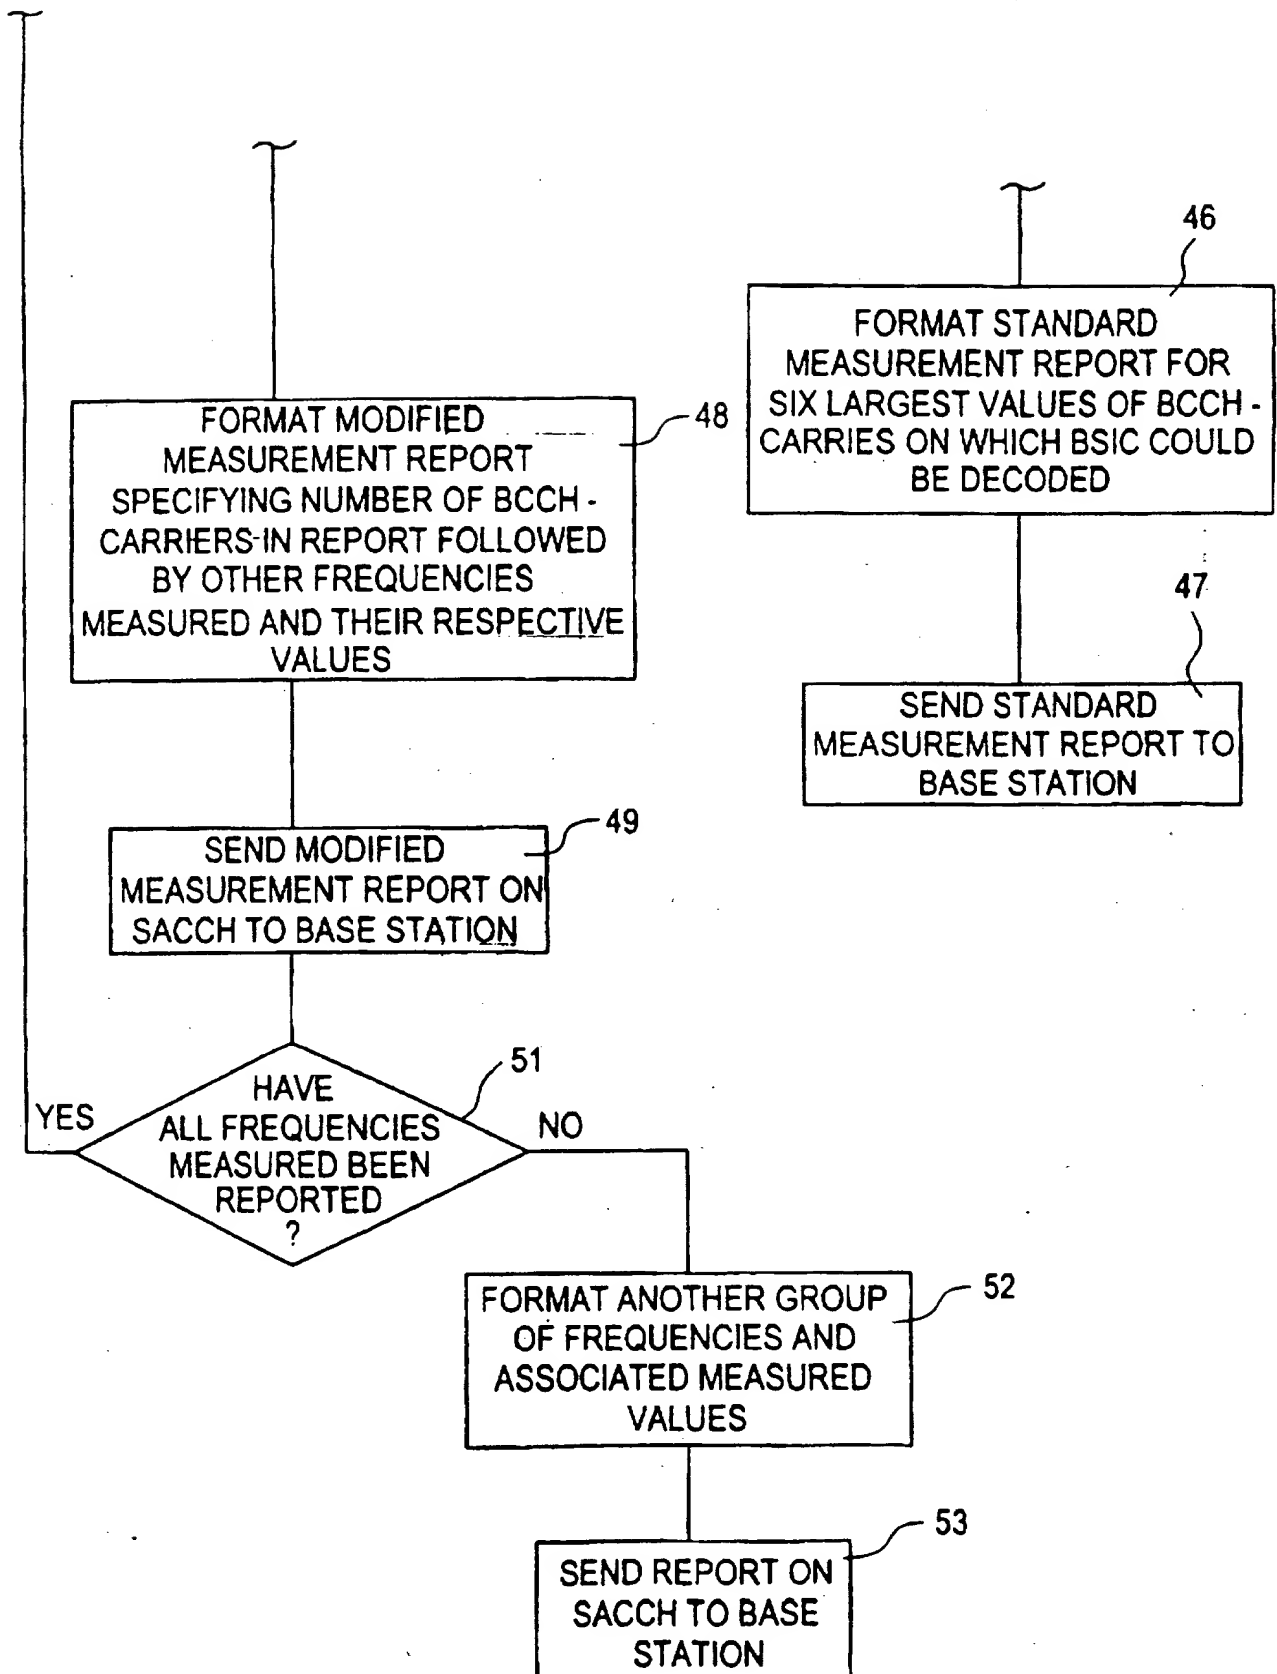 46
FORMAT STANDARD
MEASUREMENT REPORT FOR
SIX LARGEST VALUES OF BCCH -
CARRIES ON WHICH BSIC COULD
BE DECODED
48
FORMAT MODIFIED
MEASUREMENT REPORT
SPECIFYING NUMBER OF BCCH -
CARRIERS-IN REPORT FOLLOWED
BY OTHER FREQUENCIES
MEASURED AND THEIR RESPECTIVE
VALUES
47
SEND STANDARD
MEASUREMENT REPORT TO
BASE STATION
49
SEND MODIFIED
MEASUREMENT REPORT ON
SACCH TO BASE STATION
51
HAVE
ALL FREQUENCIES
MEASURED BEEN
REPORTED
?
YES
NO
52
FORMAT ANOTHER GROUP
OF FREQUENCIES AND
ASSOCIATED MEASURED
VALUES
53
SEND REPORT ON
SACCH TO BASE
STATION